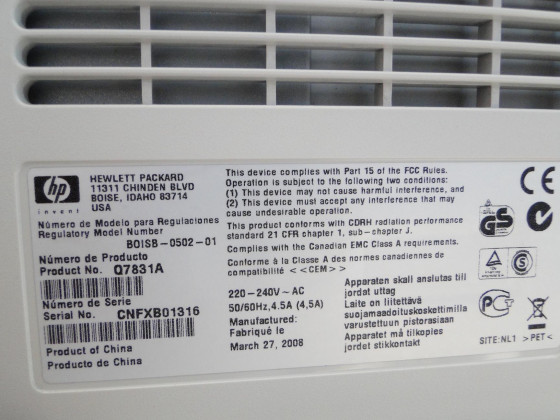 hp
invent
HEWLETT PACKARD
11311 CHINDEN BLVD
BOISE, IDAHO 83714
USA
Número de Modelo para Regulaciones
Regulatory Model Number
BOISB-0502-01
Número de Producto
Product No. Q7831A
Número de Serie
Serial No. CNFXB01316
Product of China
Producto de China
This device complies with Part 15 of the FCC Rules.
Operation is subject to the following two conditions:
(1) This device may not cause harmful interference, and
(2) This device must accept any interference that may
cause undesirable operation.
This product conforms with CDRH radiation performance
standard 21 CFR chapter 1, sub-chapter J.
Complies with the Canadian EMC Class A requirements.
Conforme à la Classe A des normes canadiennes de
compatibilité <<CEM>>
220-240V~ AC
50/60Hz, 4.5A (4,5A)
Manufactured:
Fabriqué le
March 27, 2008
Apparaten skall anslutas till
jordat uttag
Laite on liitettävä
suojamaadoituskoskettimilla
varustettuun pistorasiaan
Apparatet må tilkoples
jordet stikkontakt
CE
N
GS
S
SITE:NL1 >PET<